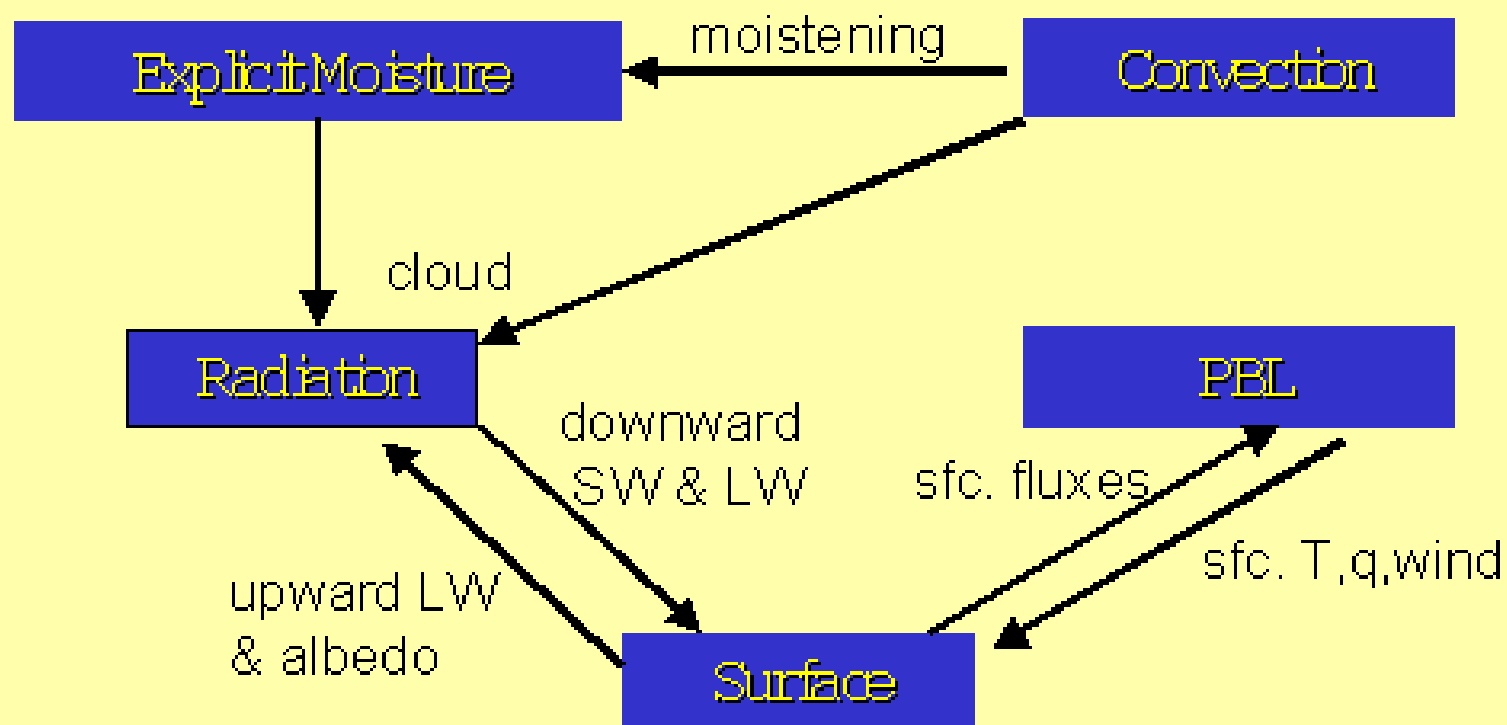 moistening
Explicit Moisture
Convection
cloud
Radiation
PBL
downward
SW & LW
sfc. fluxes
sfc. T,q,wind
upward LW
& albedo
Surface